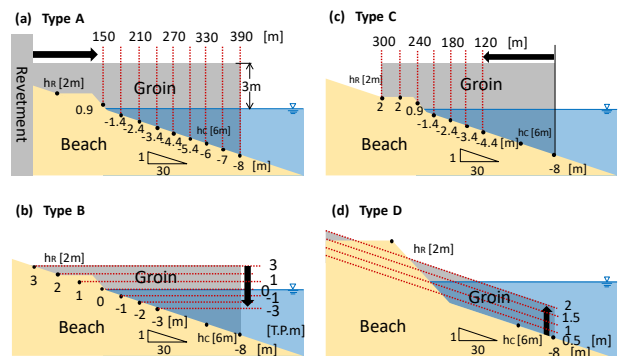 (a) Type A
150 210 270 330 390 [m]
Revetment
hR [2m]
Groin
3m
0.9
-1.4
-2.4
-3.4
-4.4
-5.4
-6
-7
-8 [m]
hc [6m]
Beach
1
30
(b) Type B
hR [2m]
Groin
3
2
1
0
-1
-2
-3 [m]
3
1
0
-1
-3
[T.P.m]
hc [6m]
-8
[m]
Beach
1
30
(c) Type C
300 240 180 120 [m]
hR [2m]
Groin
2
2
0.9
-1.4
-2.4
-3.4
-4.4 [m]
hc [6m]
-8
[m]
Beach
1
30
(d) Type D
hR [2m]
Groin
2
1.5
1
0.5 [m]
hc [6m]
-8
[m]
Beach
1
30